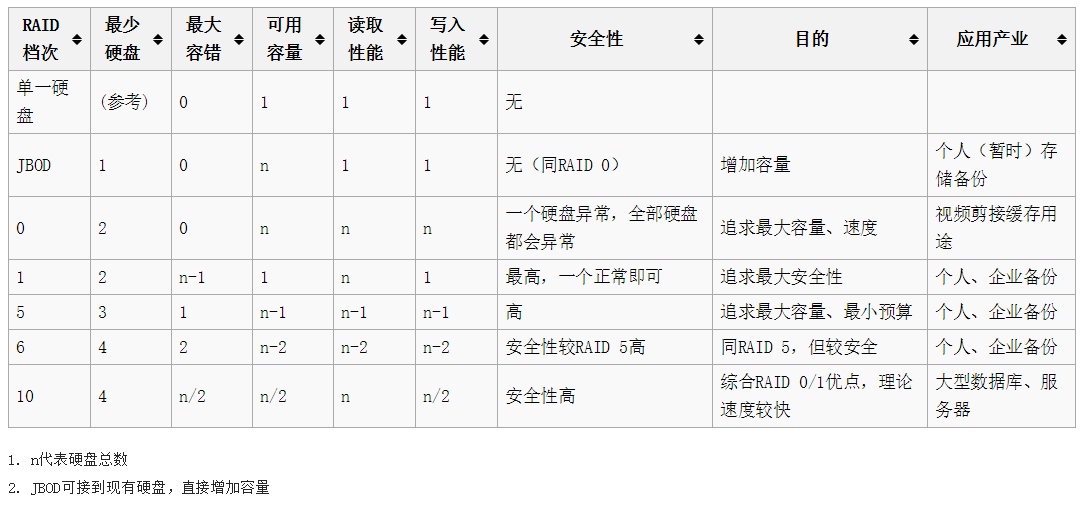 RAID档次 最少硬盘 最大容错 可用容量 读取性能 写入性能 安全性 目的 应用产业
单一硬盘 (参考) 0 1 1 1 无
JBOD 1 0 n 1 1 无（同RAID 0） 增加容量 个人（暂时）存储备份
0 2 0 n n n 一个硬盘异常，全部硬盘都会异常 追求最大容量、速度 视频剪接缓存用途
1 2 n-1 1 n 1 最高，一个正常即可 追求最大安全性 个人、企业备份
5 3 1 n-1 n-1 n-1 高 追求最大容量、最小预算 个人、企业备份
6 4 2 n-2 n-2 n-2 安全性较RAID 5高 同RAID 5，但较安全 个人、企业备份
10 4 n/2 n/2 n n/2 安全性高 综合RAID 0/1优点，理论速度较快 大型数据库、服务器
1. n代表硬盘总数
2. JBOD可接到现有硬盘，直接增加容量